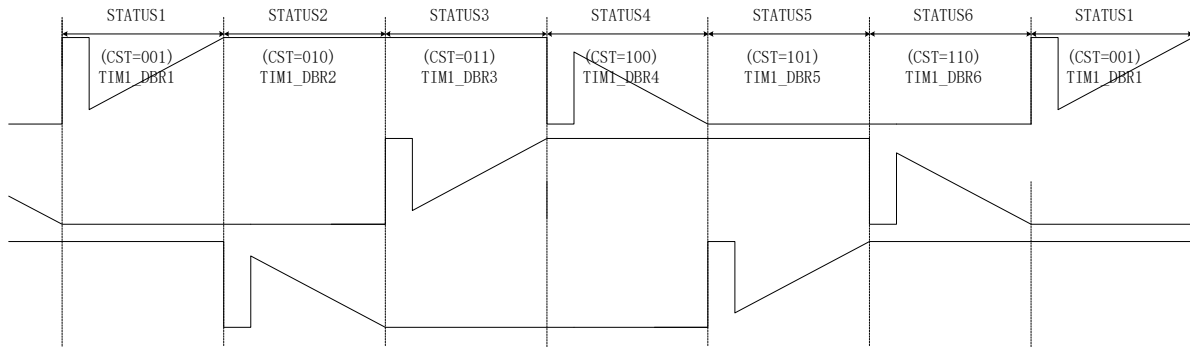 STATUS1 STATUS2 STATUS3 STATUS4 STATUS5 STATUS6 STATUS1
(CST=001) (CST=010) (CST=011) (CST=100) (CST=101) (CST=110) (CST=001)
TIM1_DBR1 TIM1_DBR2 TIM1_DBR3 TIM1_DBR4 TIM1_DBR5 TIM1_DBR6 TIM1_DBR1